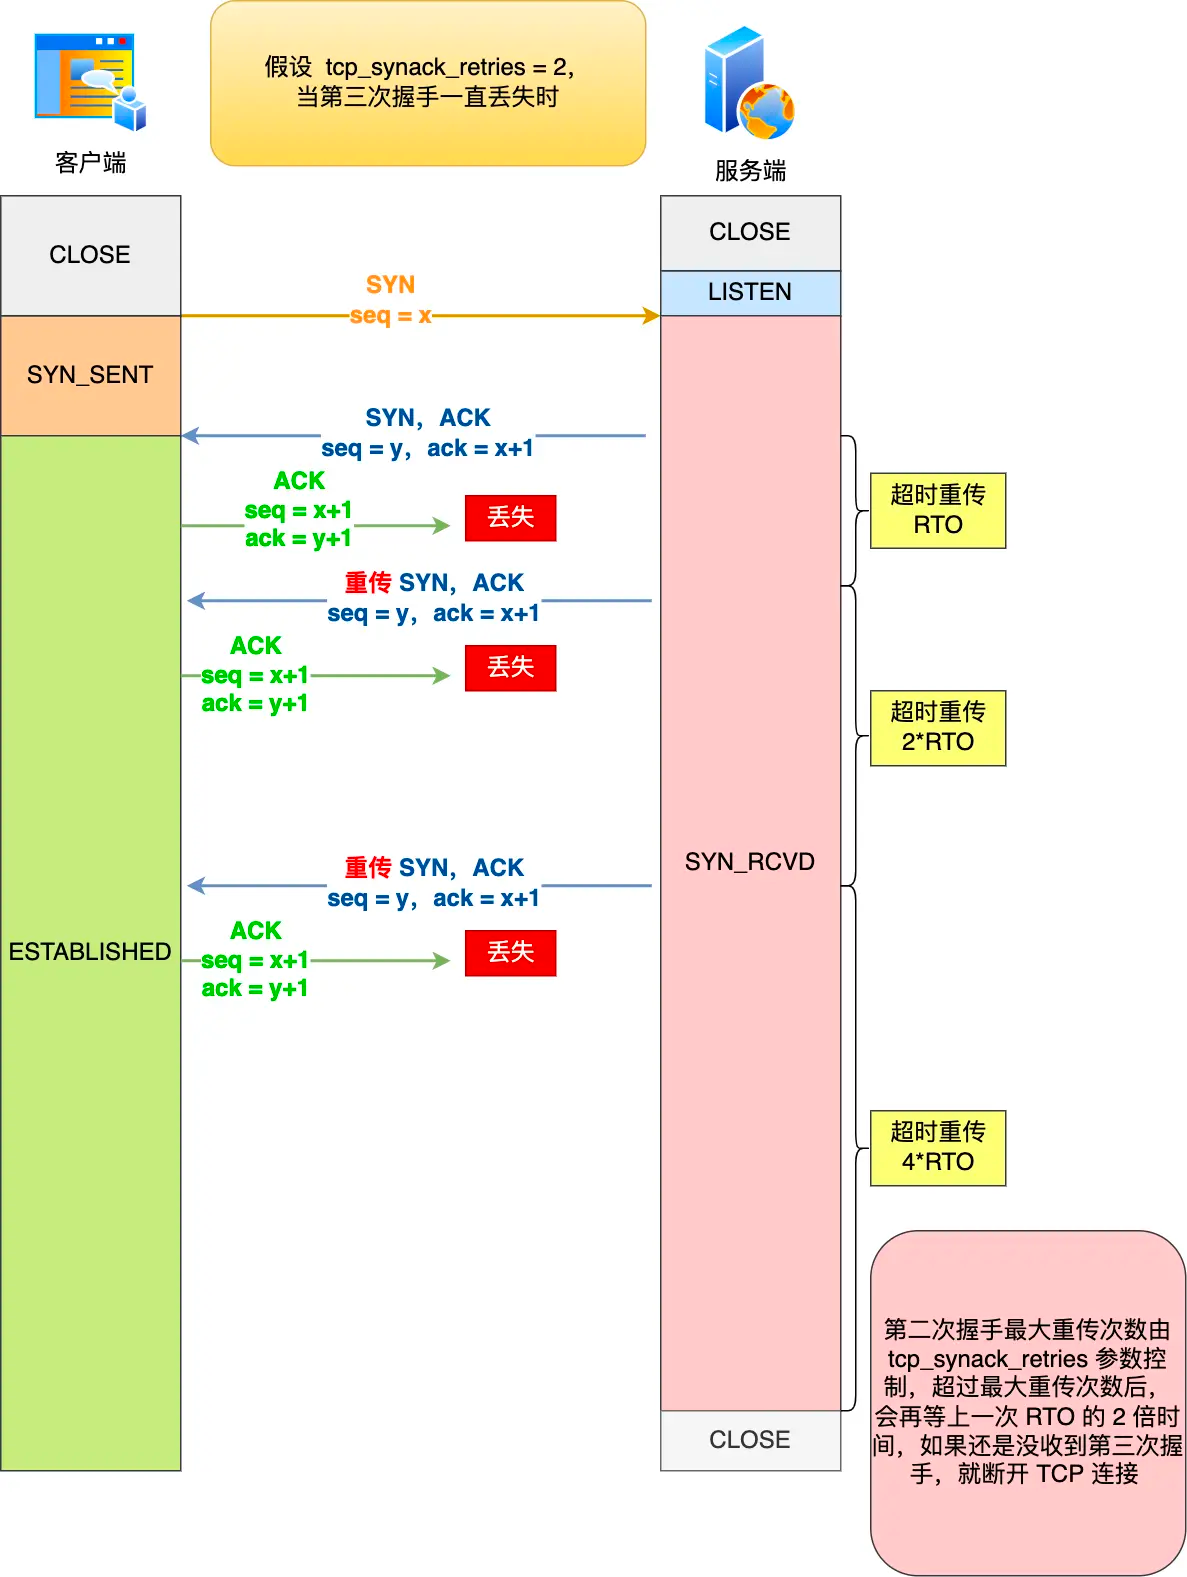 假设 tcp_synack_retries = 2，
当第三次握手一直丢失时
客户端
服务端
CLOSE
CLOSE
LISTEN
SYN
seq = x
SYN_SENT
SYN，ACK
seq = y，ack = x+1
ACK
seq = x+1
ack = y+1
丢失
超时重传
RTO
重传 SYN，ACK
seq = y，ack = x+1
ACK
seq = x+1
ack = y+1
丢失
超时重传
2*RTO
SYN_RCVD
重传 SYN，ACK
seq = y，ack = x+1
ESTABLISHED
ACK
seq = x+1
ack = y+1
丢失
超时重传
4*RTO
第二次握手最大重传次数由
tcp_synack_retries 参数控
制，超过最大重传次数后，
会再等上一次 RTO 的 2 倍时
间，如果还是没收到第三次握
手，就断开 TCP 连接
CLOSE